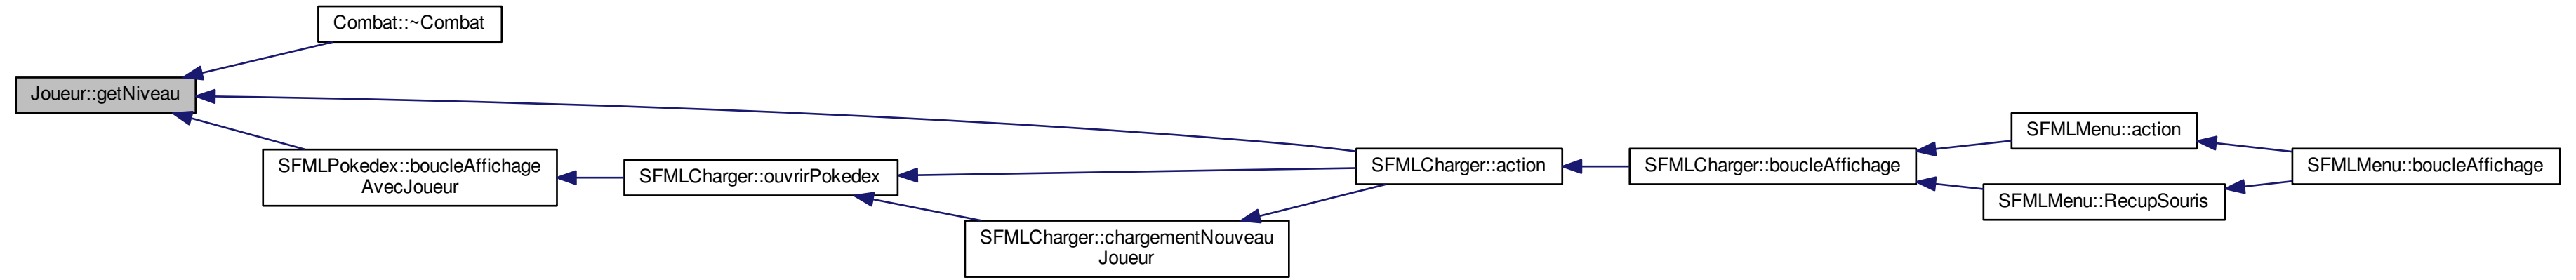 Combat::~Combat
Joueur::getNiveau
SFMLPokedex::boucleAffichage
AvecJoueur
SFMLCharger::ouvrirPokedex
SFMLCharger::chargementNouveau
Joueur
SFMLCharger::action
SFMLCharger::boucleAffichage
SFMLMenu::action
SFMLMenu::RecupSouris
SFMLMenu::boucleAffichage